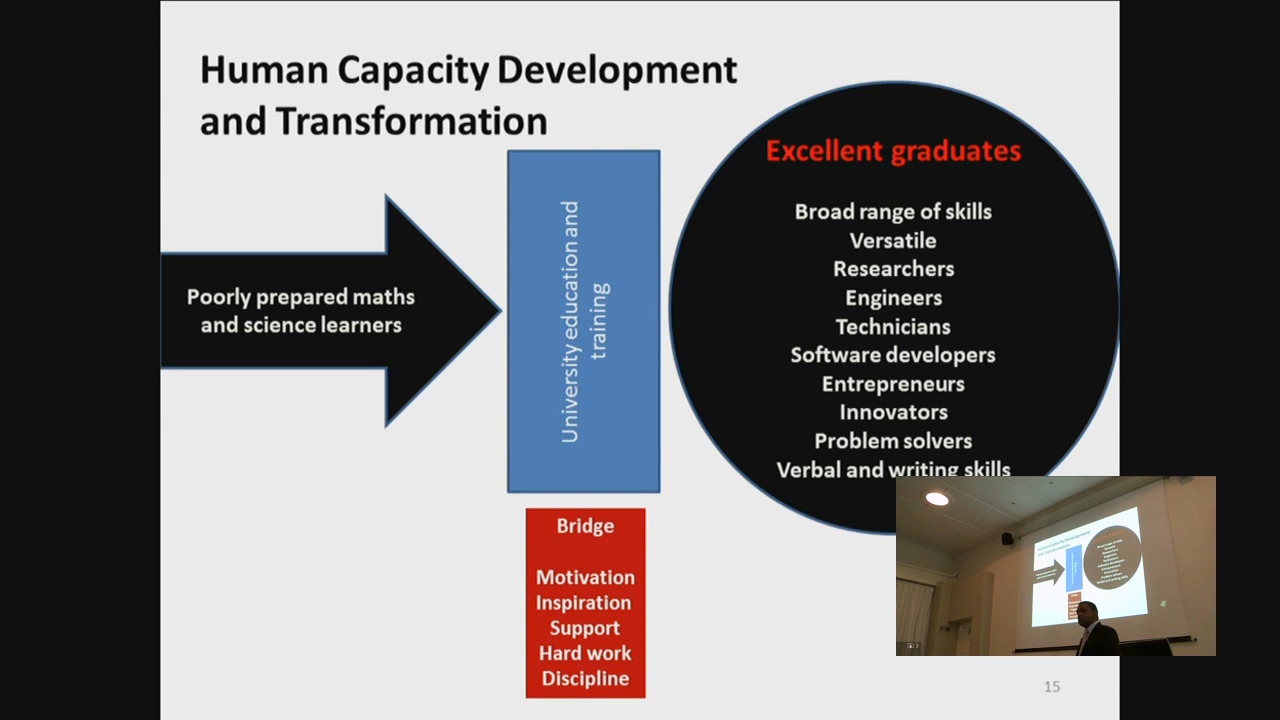 Human Capacity Development
and Transformation
Poorly prepared maths
and science learners
University education and
training
Excellent graduates
Broad range of skills
Versatile
Researchers
Engineers
Technicians
Software developers
Entrepreneurs
Innovators
Problem solvers
Verbal and writing skills
Bridge
Motivation
Inspiration
Support
Hard work
Discipline
15